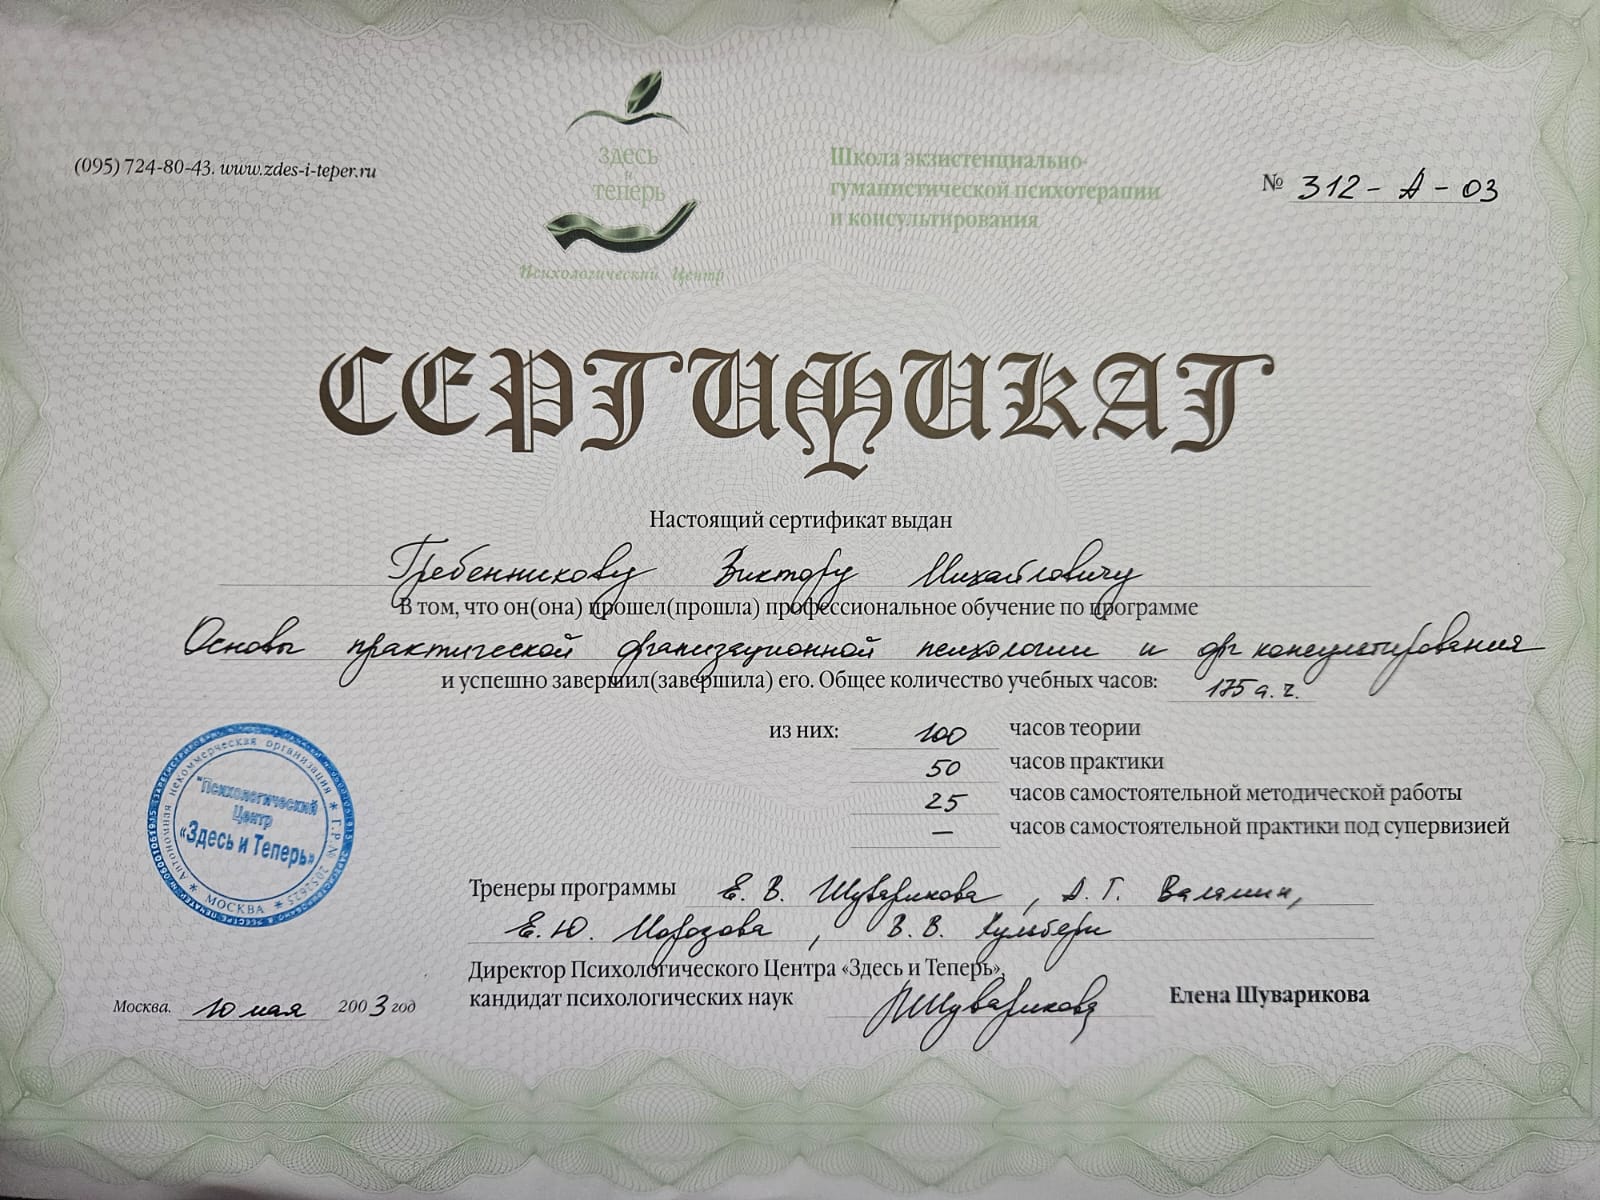 (095) 724-80-43. www.zdes-i-teper.ru
здесь
и
теперь
Психологический Центр
Школа экзистенциально-
гуманистической психотерапии
и консультирования
№ 312 - А - 03
СЕРТИФИКАТ
Настоящий сертификат выдан
Гребенникову Виктору Михайловичу
В том, что он(она) прошел(прошла) профессиональное обучение по программе
Основы практической организационной психологии и орг консультирования
и успешно завершил(завершила) его. Общее количество учебных часов: 175 а. ч.
из них: 100 часов теории
50 часов практики
25 часов самостоятельной методической работы
— часов самостоятельной практики под супервизией
Автономная некоммерческая организация
"Психологический
Центр
«Здесь и Теперь»
* МОСКВА *
Тренеры программы Е. В. Шуварикова, А. Г.
Е. Ю. Морозова, В. В.
Директор Психологического Центра «Здесь и Теперь»,
кандидат психологических наук Шуварикова Елена Шуварикова
Москва. 10 мая 2003 год